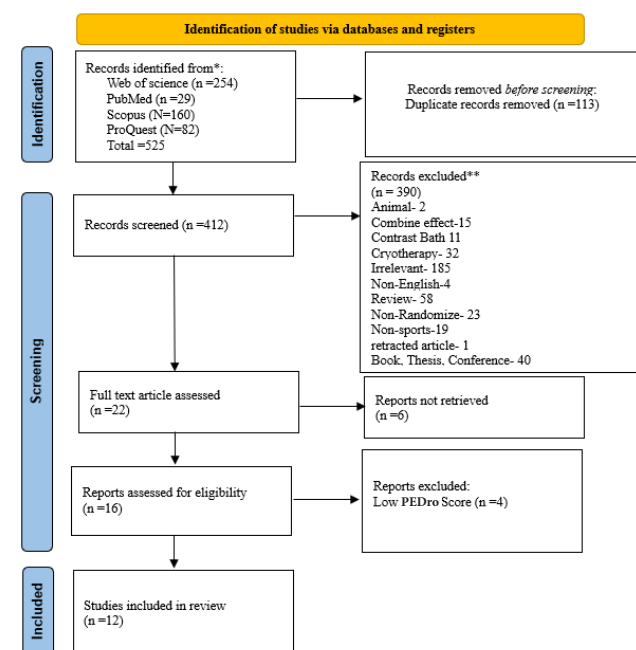 Identification of studies via databases and registers
Identification
Records identified from*:
Web of science (n =254)
PubMed (n =29)
Scopus (N=160)
ProQuest (N=82)
Total =525
Records removed before screening:
Duplicate records removed (n =113)
Screening
Records screened (n =412)
Records excluded**
(n = 390)
Animal- 2
Combine effect-15
Contrast Bath 11
Cryotherapy- 32
Irrelevant- 185
Non-English-4
Review- 58
Non-Randomize- 23
Non-sports-19
retracted article- 1
Book, Thesis, Conference- 40
Full text article assessed
(n =22)
Reports not retrieved
(n =6)
Reports assessed for eligibility
(n =16)
Reports excluded:
Low PEDro Score (n =4)
Included
Studies included in review
(n =12)